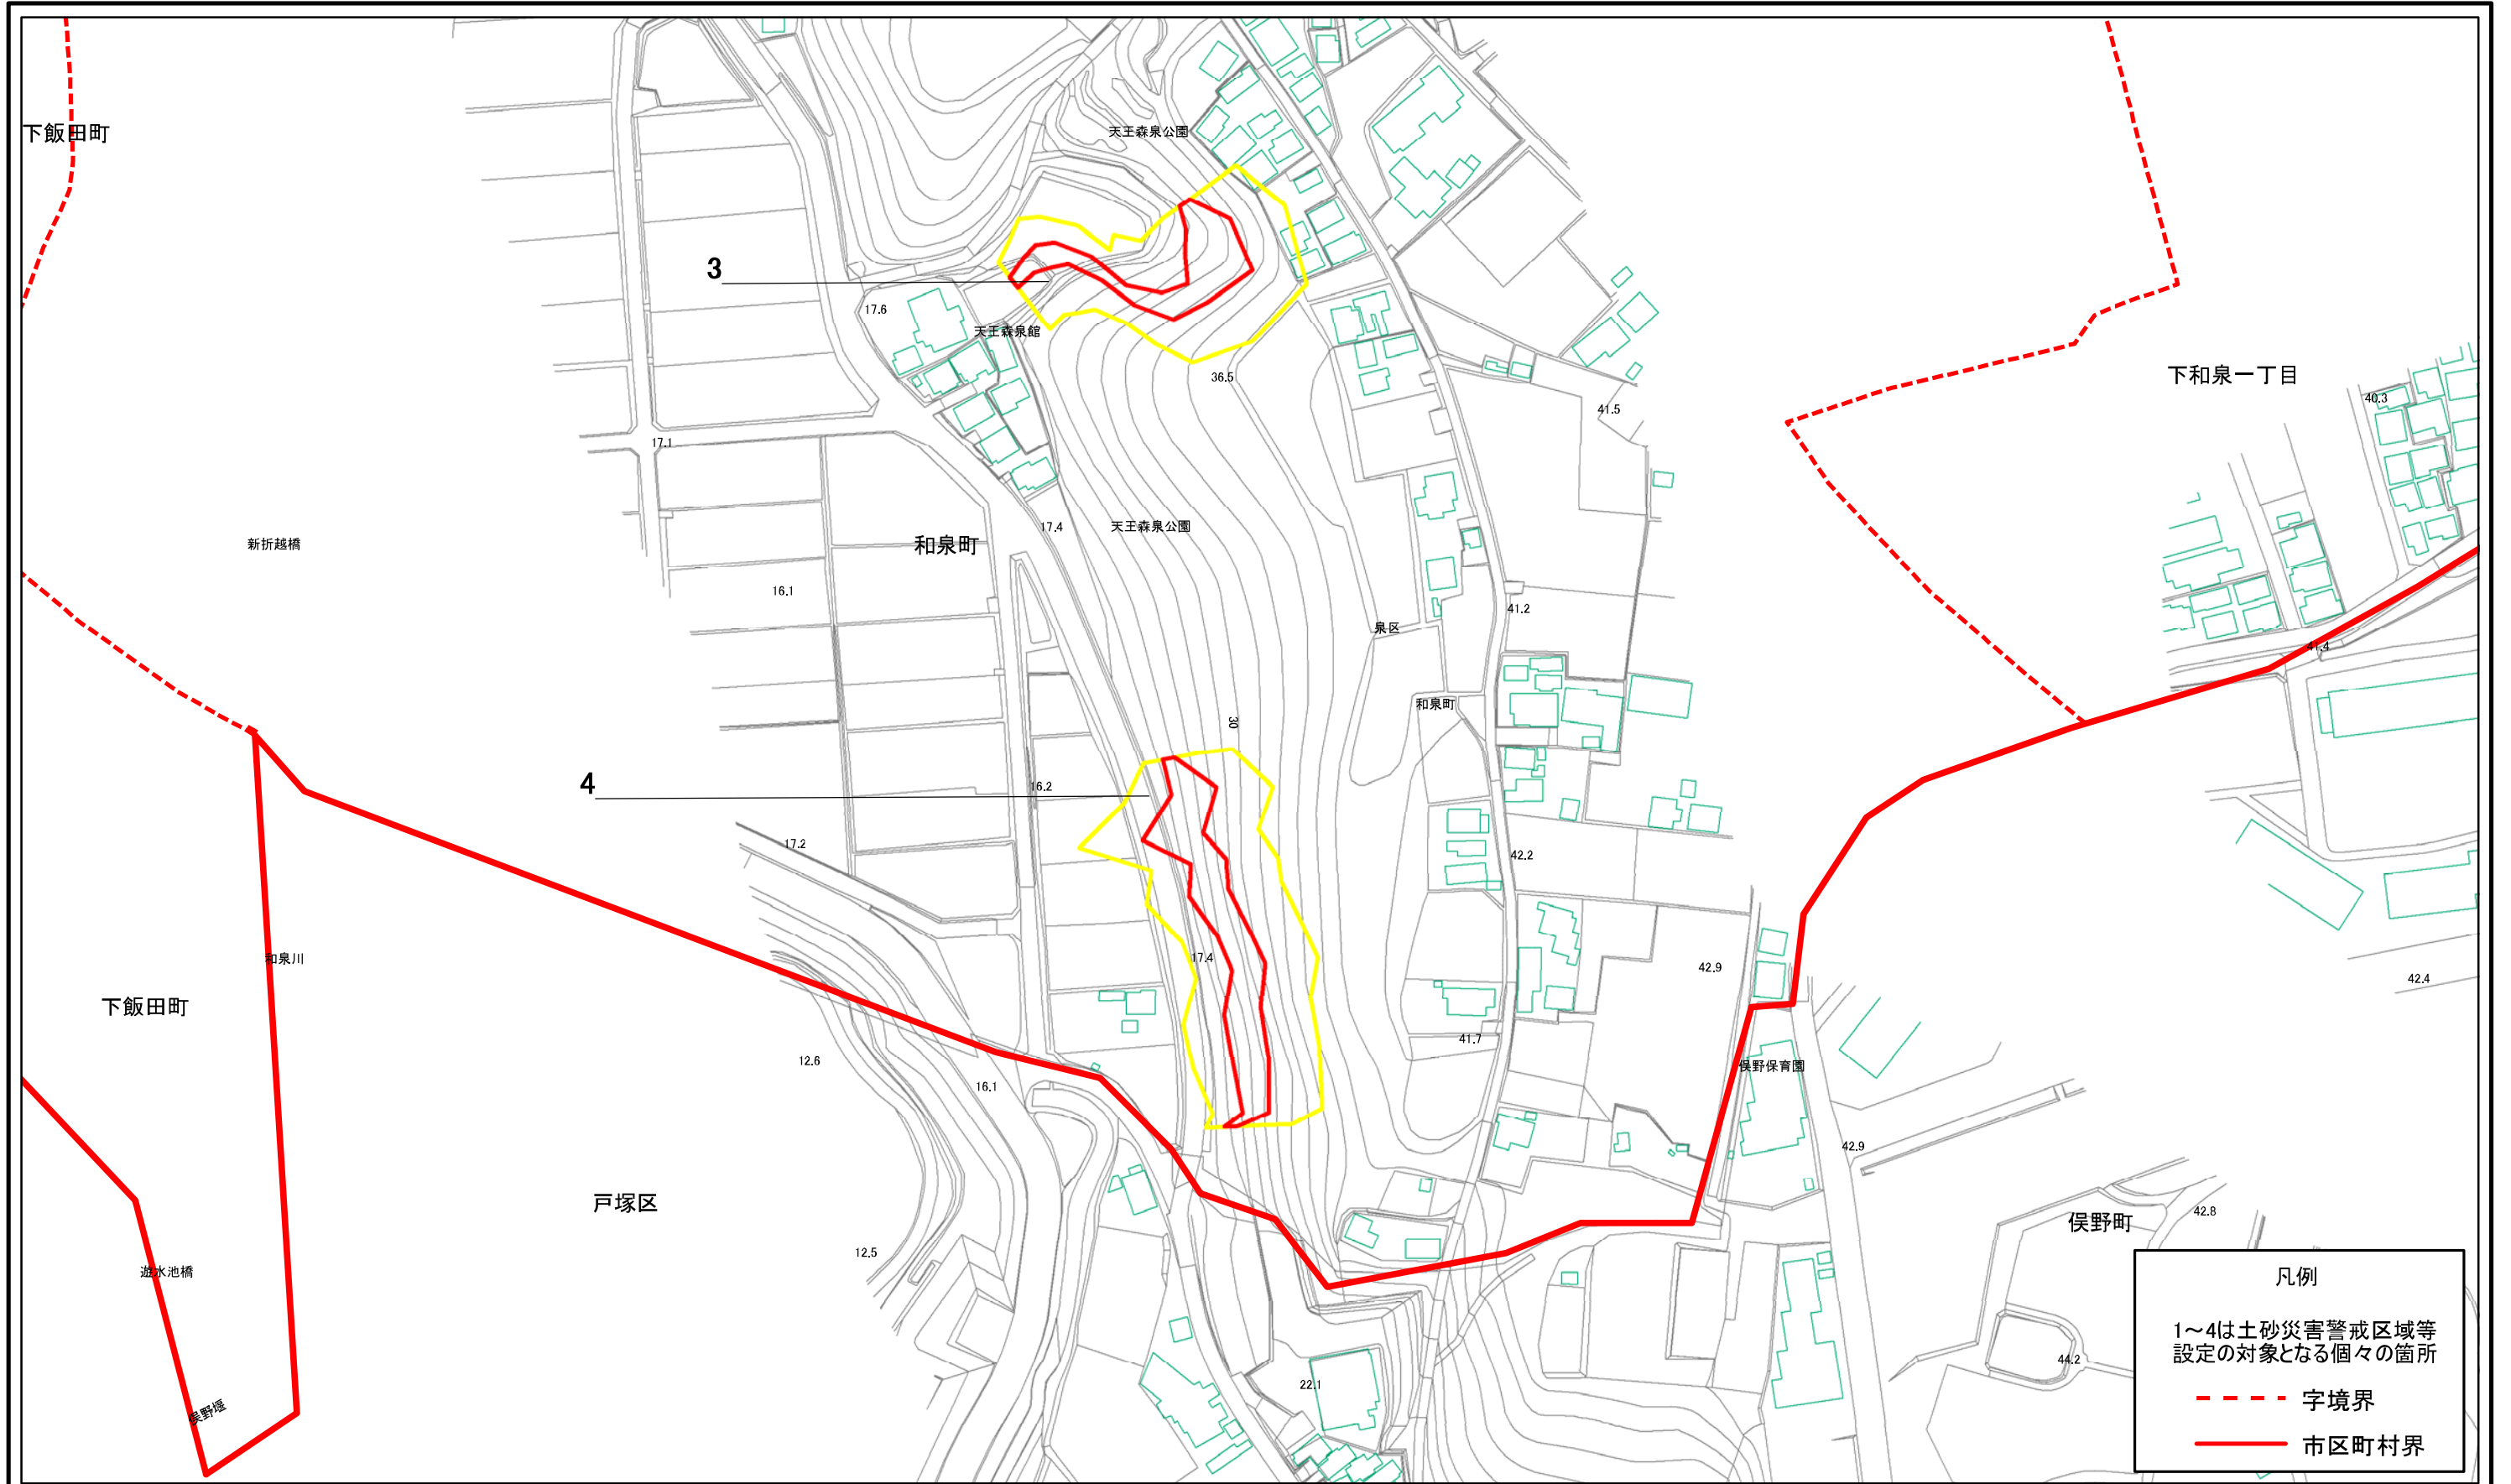 下飯田町
天王森泉公園
3
17.6
天王森泉館
36.5
下和泉一丁目
40.3
41.5
17.1
17.4
天王森泉公園
新折越橋
和泉町
16.1
41.2
泉区
41.4
和泉町
30
4
16.2
17.2
42.2
17.4
和泉川
42.9
42.4
下飯田町
41.7
12.6
16.1
俣野保育園
42.9
戸塚区
42.8
俣野町
12.5
遊水池橋
44.2
22.1
俣野堰
凡例
1～4は土砂災害警戒区域等
設定の対象となる個々の箇所
字境界
市区町村界